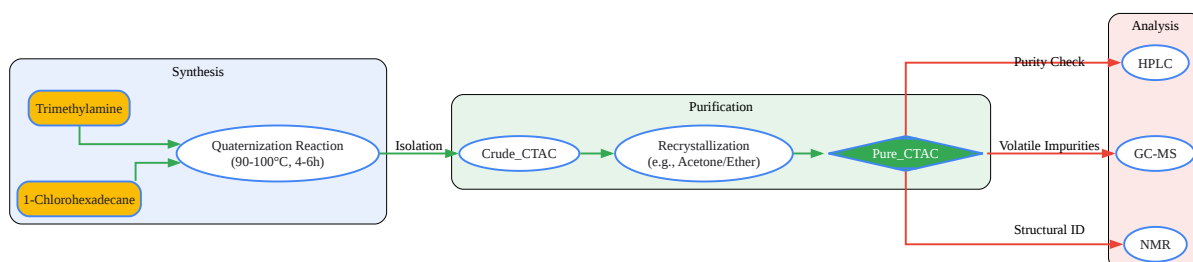 Synthesis
Trimethylamine
1-Chlorohexadecane
Quaternization Reaction
(90-100°C, 4-6h)
Isolation
Purification
Crude_CTAC
Recrystallization
(e.g., Acetone/Ether)
Pure_CTAC
Purity Check
Volatile Impurities
Structural ID
Analysis
HPLC
GC-MS
NMR